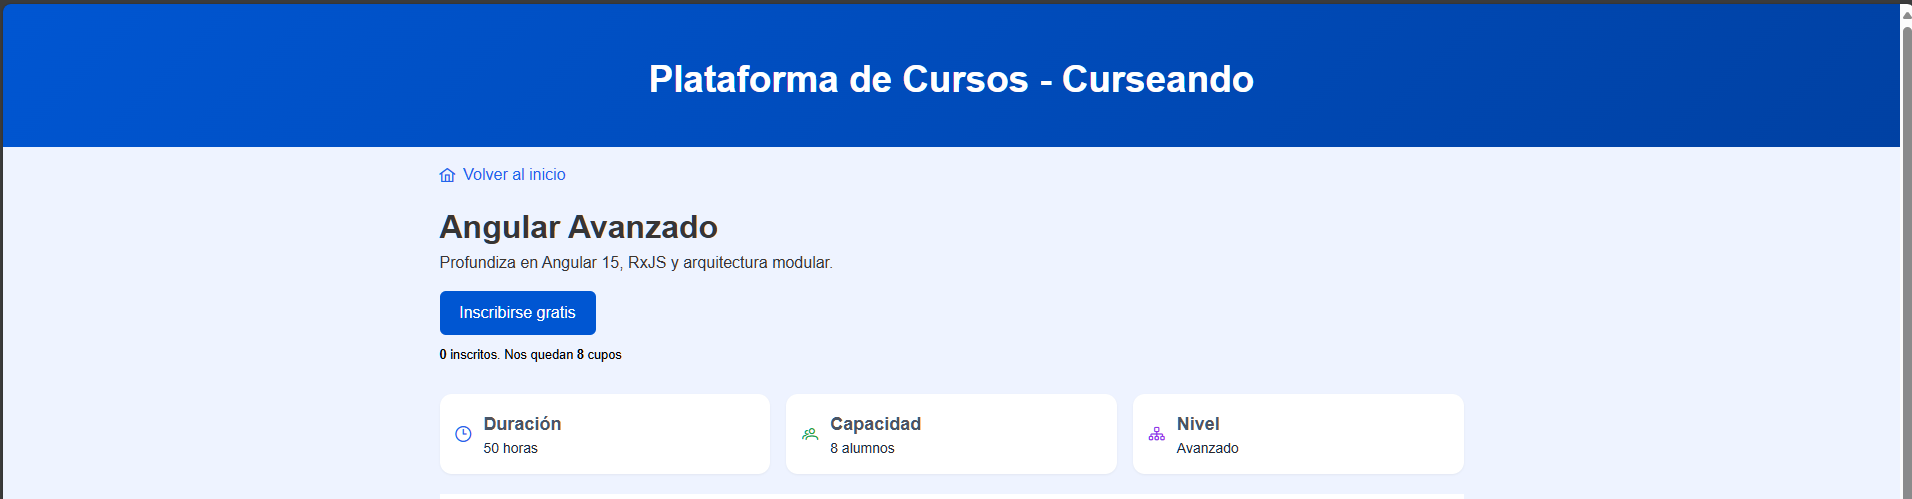 Plataforma de Cursos - Curseando
Volver al inicio
Angular Avanzado
Profundiza en Angular 15, RxJS y arquitectura modular.
Inscribirse gratis
0 inscritos. Nos quedan 8 cupos
Duración
50 horas
Capacidad
8 alumnos
Nivel
Avanzado